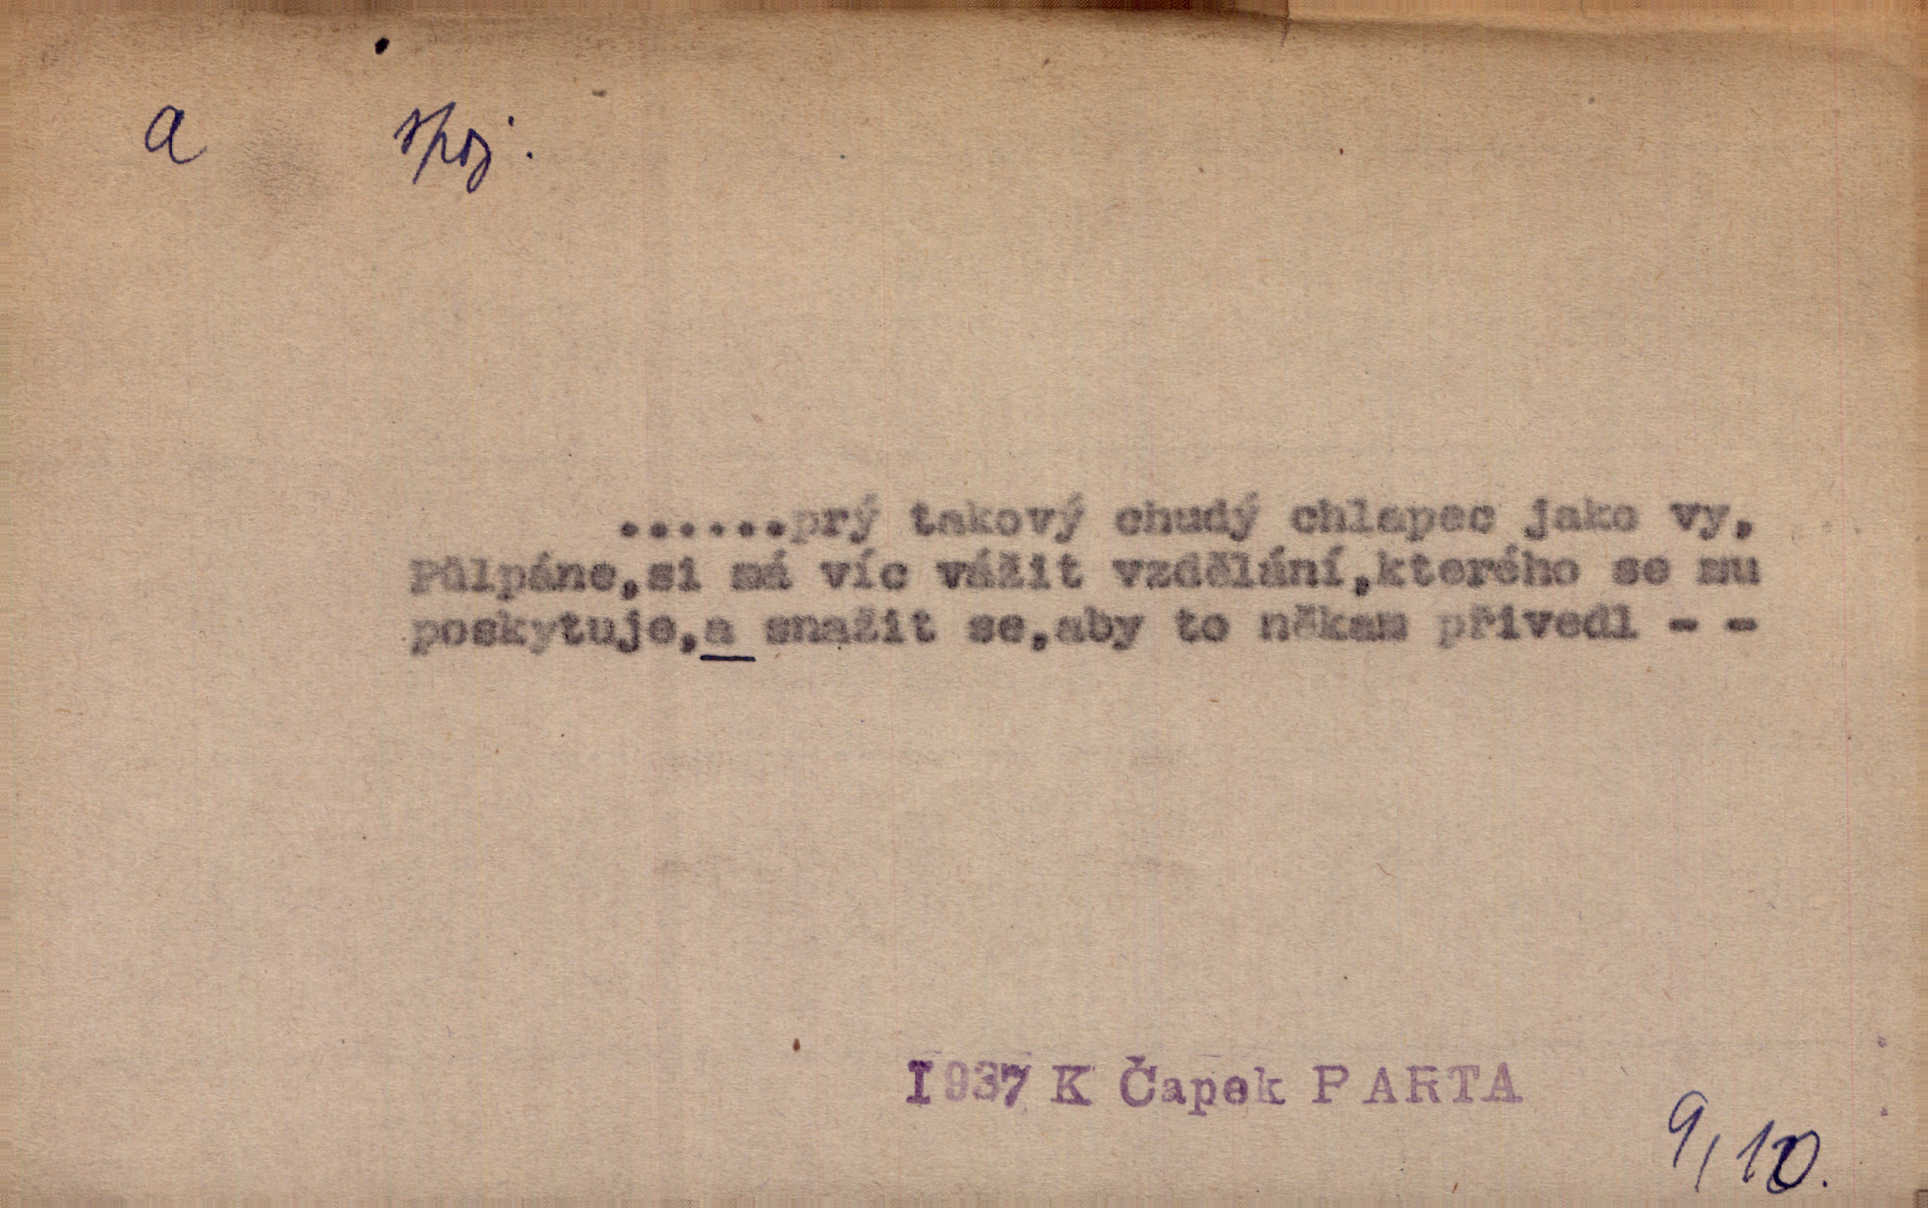 a spoj.
......prý takový chudý chlapec jako vy,
Půlpáne,si má víc vážit vzdělání,kterého se mu
poskytuje,a snažit se,aby to někam přivedl - -
I937 K Čapek PARTA
9/10.